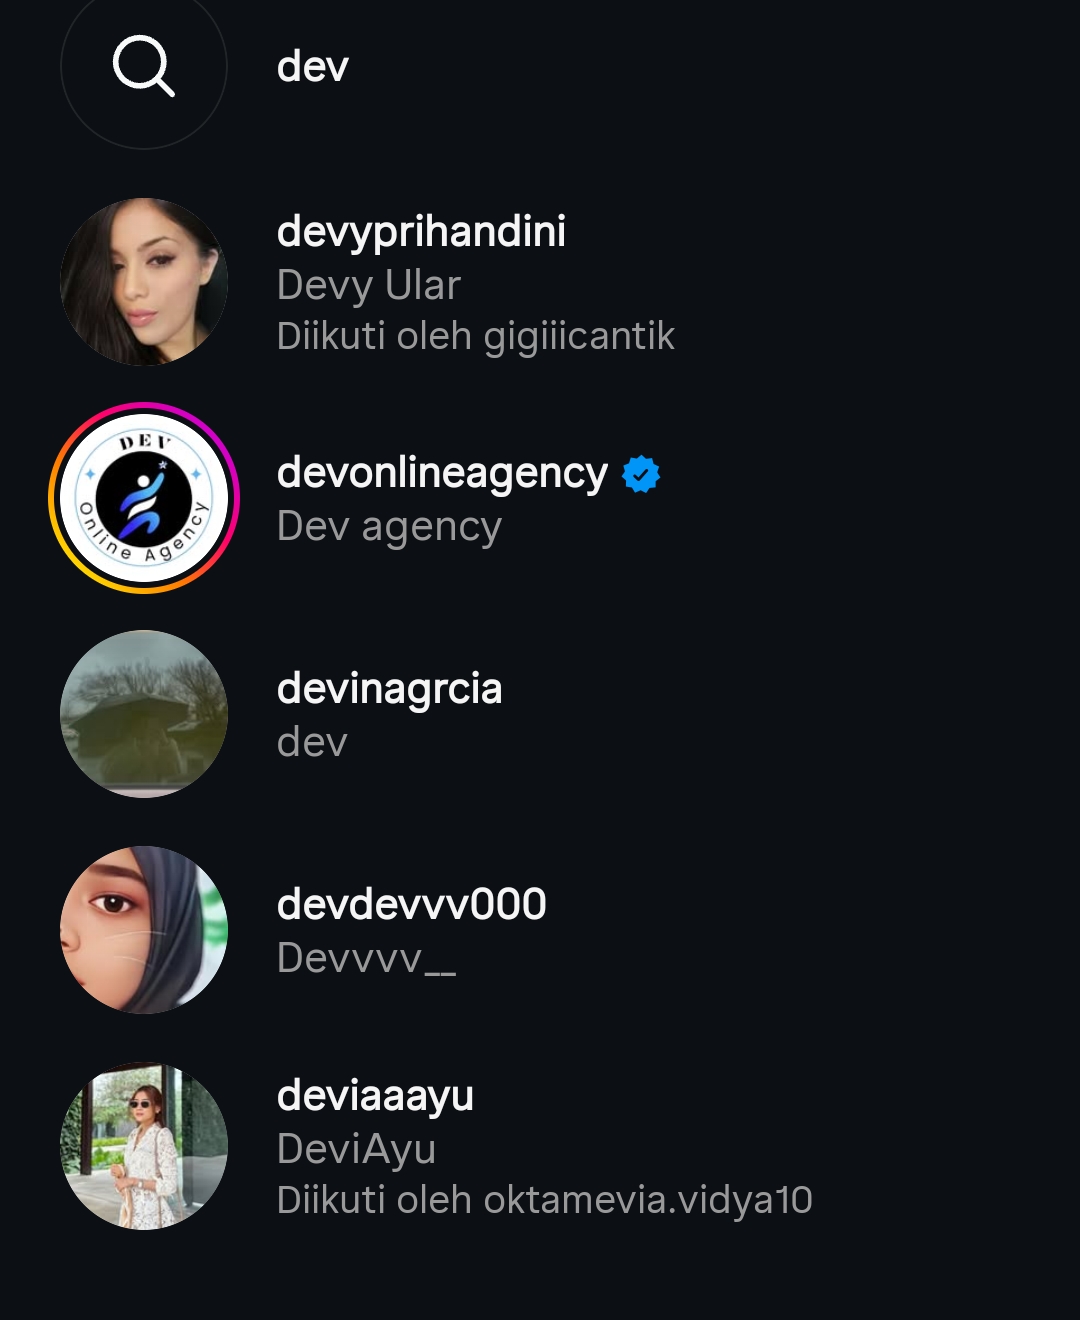 dev
devyprihandini
Devy Ular
Diikuti oleh gigiiicantik
DEV
Online Agency
devonlineagency
Dev agency
devinagrcia
dev
devdevvv000
Devvvv__
deviaaayu
DeviAyu
Diikuti oleh oktamevia.vidya10